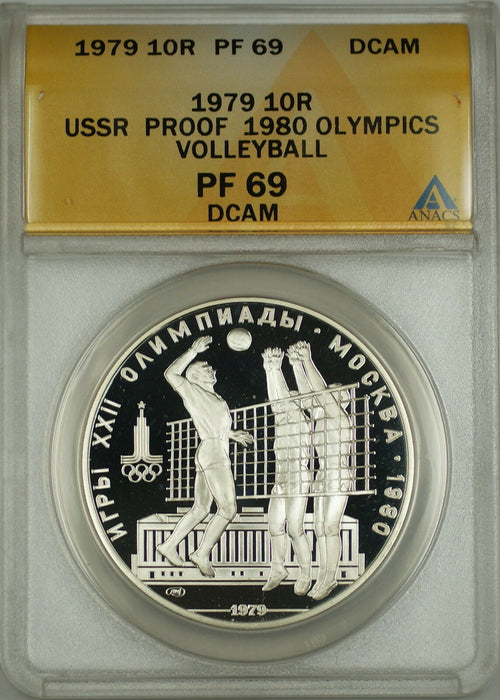 1979 10R PF 69 DCAM
1979 10R
USSR PROOF 1980 OLYMPICS
VOLLEYBALL
PF 69
DCAM
ANACS
ИГРЫ XXII ОЛИМПИАДЫ · МОСКВА · 1980
1979